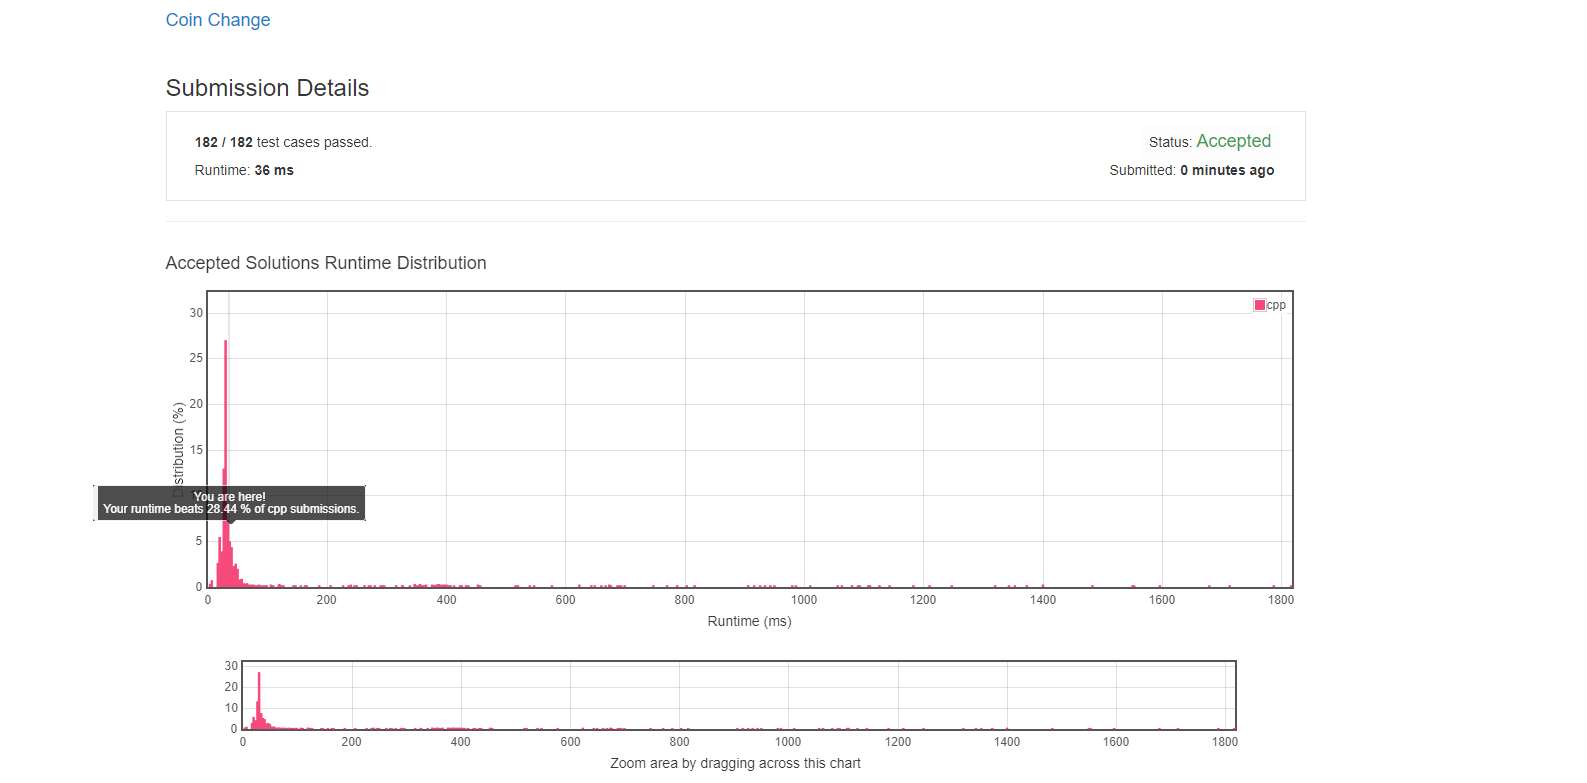 Coin Change
Submission Details
182 / 182 test cases passed.
Status: Accepted
Runtime: 36 ms
Submitted: 0 minutes ago
Accepted Solutions Runtime Distribution
cpp
30
25
20
15
10
5
0
Distribution (%)
You are here!
Your runtime beats 28.44 % of cpp submissions.
0 200 400 600 800 1000 1200 1400 1600 1800
Runtime (ms)
30
20
10
0
0 200 400 600 800 1000 1200 1400 1600 1800
Zoom area by dragging across this chart